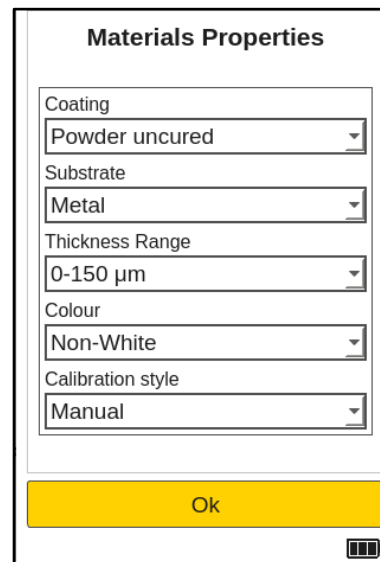 Materials Properties
Coating
Powder uncured
Substrate
Metal
Thickness Range
0-150 μm
Colour
Non-White
Calibration style
Manual
Ok